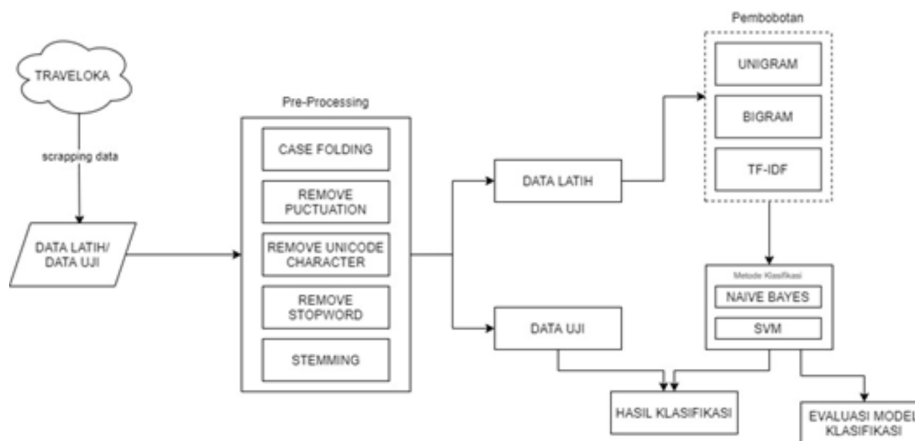 Pembobotan
TRAVELOKA
UNIGRAM
Pre-Processing
BIGRAM
CASE FOLDING
scrapping data
DATA LATIH
TF-IDF
REMOVE
PUCTUATION
DATA LATIH/
DATA UJI
REMOVE UNICODE
CHARACTER
Metode Klasifikasi
NAIVE BAYES
REMOVE
STOPWORD
DATA UJI
SVM
STEMMING
HASIL KLASIFIKASI
EVALUASI MODEL
KLASIFIKASI